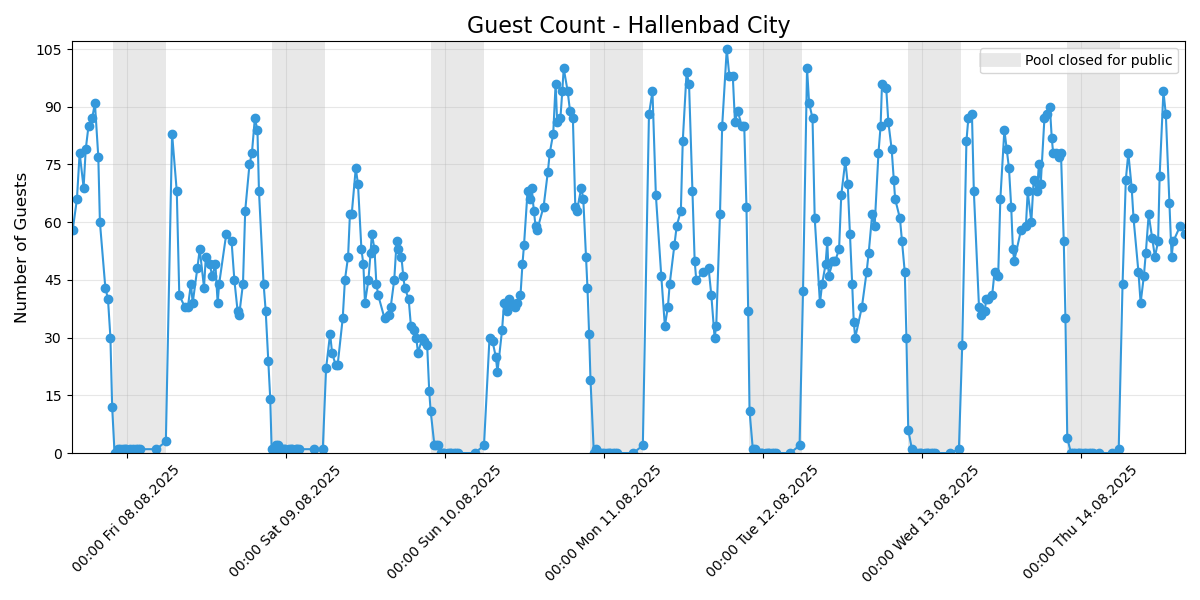 Guest Count - Hallenbad City
Pool closed for public
Number of Guests
105
90
75
60
45
30
15
0
00:00 Fri 08.08.2025
00:00 Sat 09.08.2025
00:00 Sun 10.08.2025
00:00 Mon 11.08.2025
00:00 Tue 12.08.2025
00:00 Wed 13.08.2025
00:00 Thu 14.08.2025